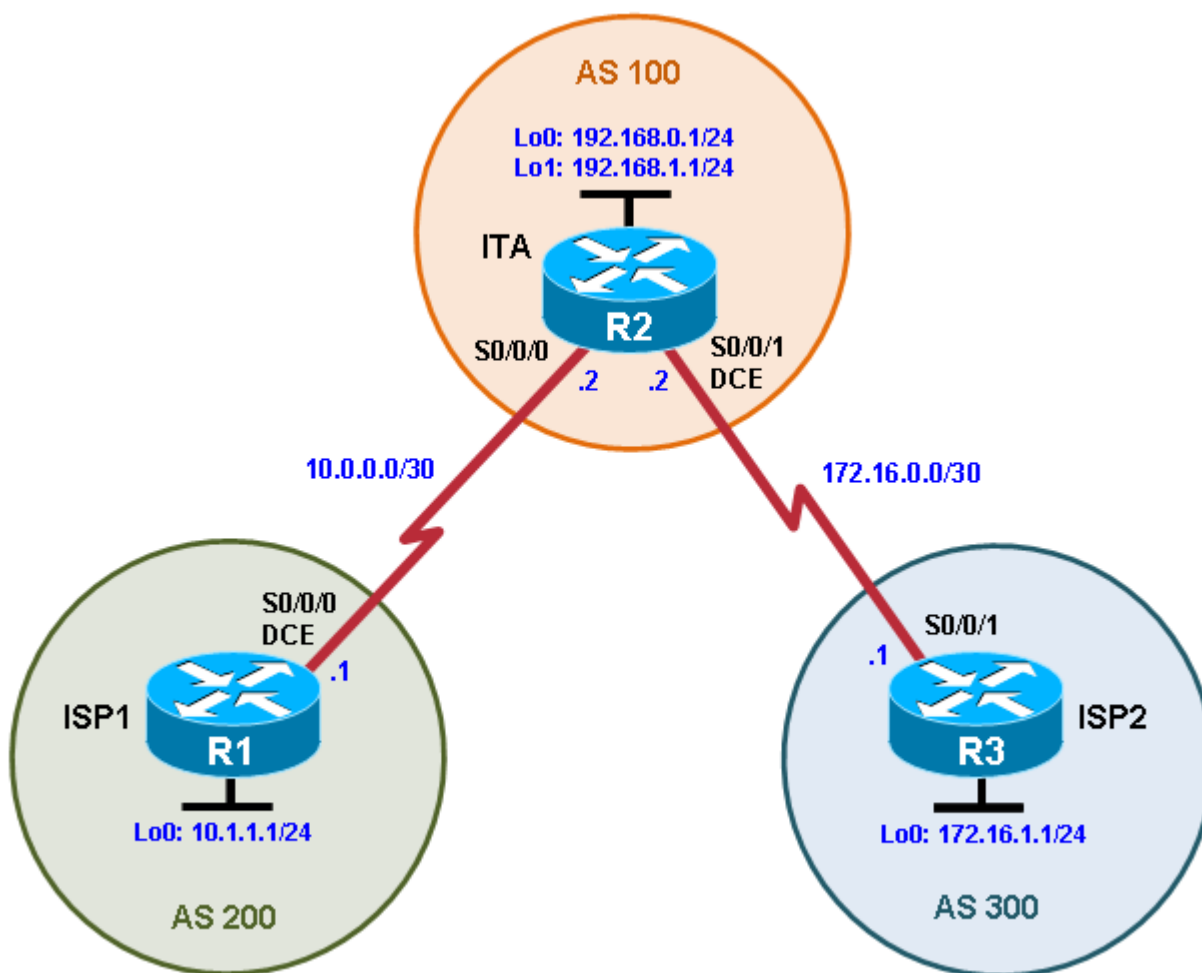 AS 100
Lo0: 192.168.0.1/24
Lo1: 192.168.1.1/24
ITA
R2
S0/0/0
S0/0/1
DCE
.2
.2
10.0.0.0/30
172.16.0.0/30
S0/0/0
DCE
.1
S0/0/1
.1
ISP1
R1
R3
ISP2
Lo0: 10.1.1.1/24
Lo0: 172.16.1.1/24
AS 200
AS 300